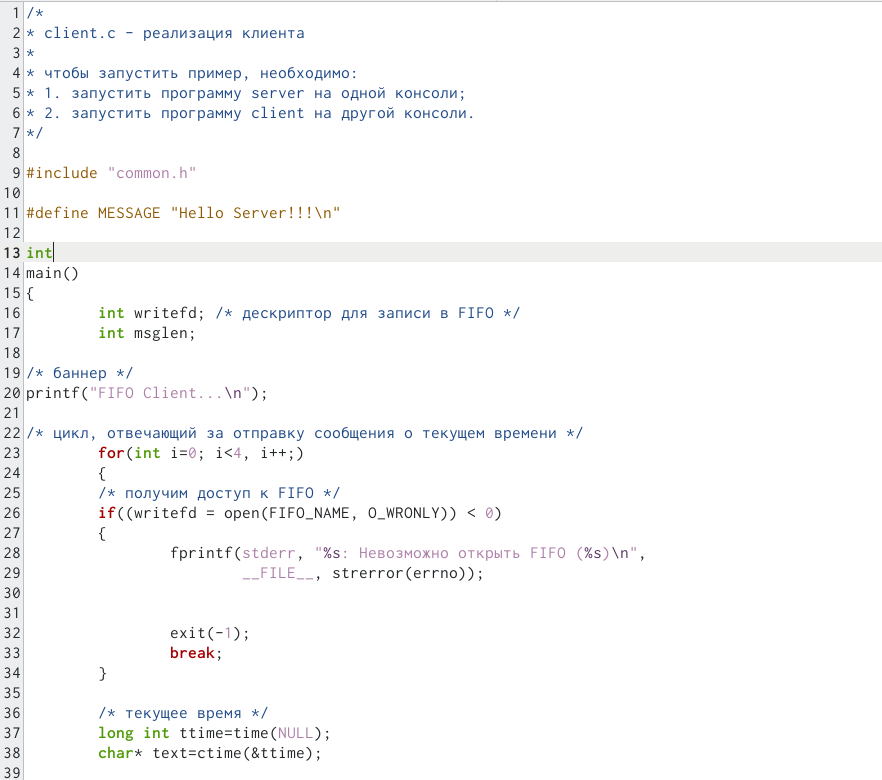 1 /*
2 * client.c - реализация клиента
3 *
4 * чтобы запустить пример, необходимо:
5 * 1. запустить программу server на одной консоли;
6 * 2. запустить программу client на другой консоли.
7 */
8
9 #include "common.h"
10
11 #define MESSAGE "Hello Server!!!\n"
12
13 int
14 main()
15 {
16 int writefd; /* дескриптор для записи в FIFO */
17 int msglen;
18
19 /* баннер */
20 printf("FIFO Client...\n");
21
22 /* цикл, отвечающий за отправку сообщения о текущем времени */
23 for(int i=0; i<4, i++;)
24 {
25 /* получим доступ к FIFO */
26 if((writefd = open(FIFO_NAME, O_WRONLY)) < 0)
27 {
28 fprintf(stderr, "%s: Невозможно открыть FIFO (%s)\n",
29 __FILE__, strerror(errno));
30
31
32 exit(-1);
33 break;
34 }
35
36 /* текущее время */
37 long int ttime=time(NULL);
38 char* text=ctime(&ttime);
39